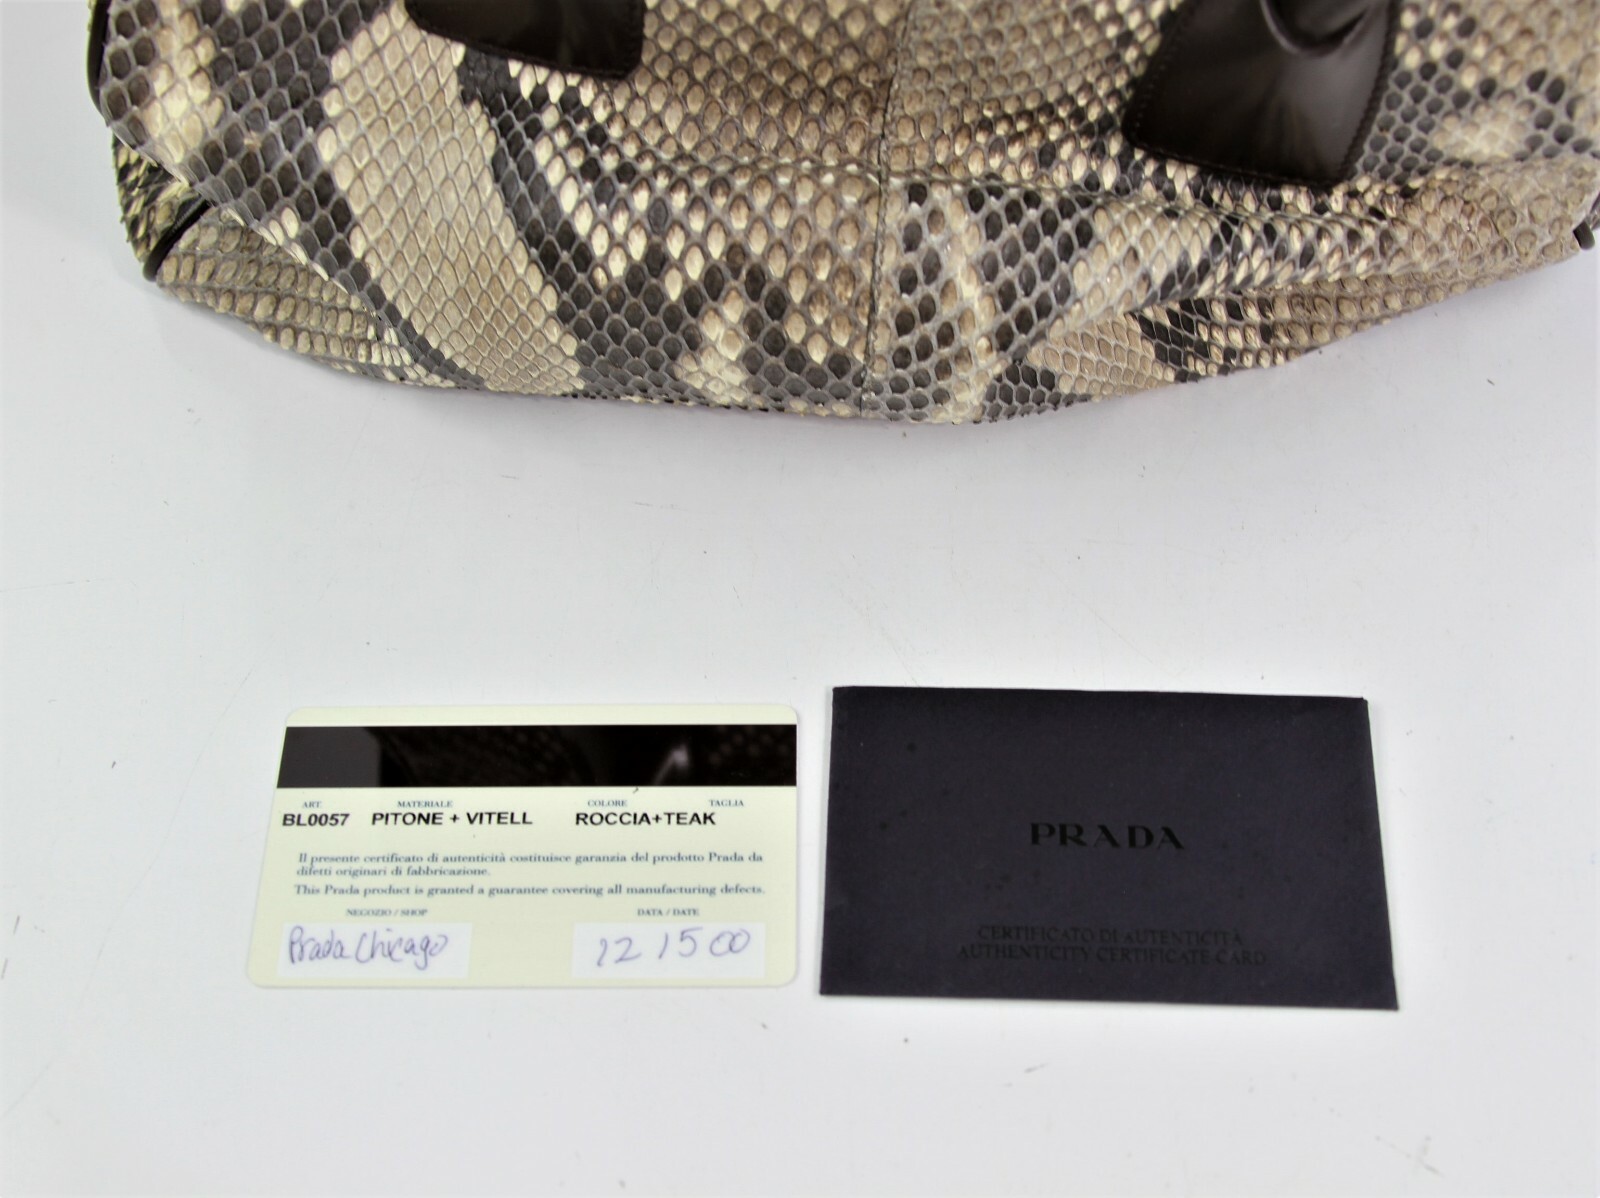 ART. MATERIALE COLORE TAGLIA
BL0057 PITONE + VITELL ROCCIA+TEAK
Il presente certificato di autenticità costituisce garanzia del prodotto Prada da
difetti originari di fabbricazione.
This Prada product is granted a guarantee covering all manufacturing defects.
NEGOZIO / SHOP DATA / DATE
Prada Chicago 12 15 00
PRADA
CERTIFICATO DI AUTENTICITÀ
AUTHENTICITY CERTIFICATE CARD